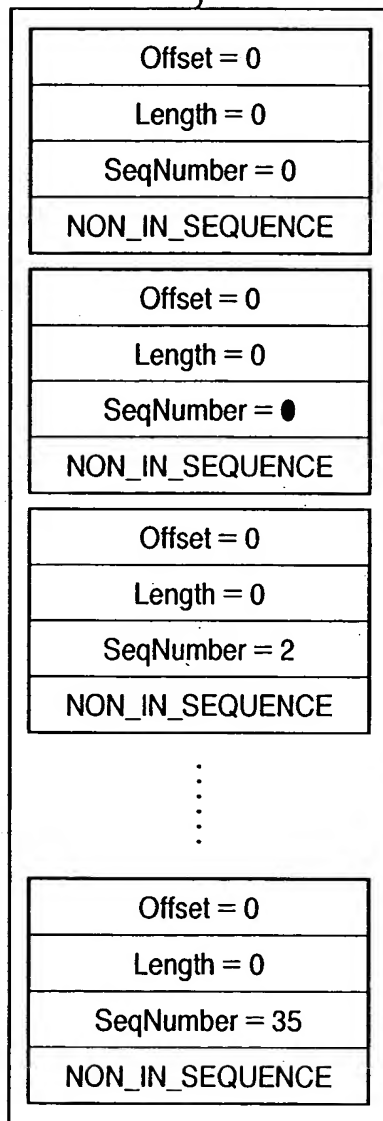 Offset = 0
Length = 0
SeqNumber = 0
NON_IN_SEQUENCE
Offset = 0
Length = 0
SeqNumber =
NON_IN_SEQUENCE
Offset = 0
Length = 0
SeqNumber = 2
NON_IN_SEQUENCE
Offset = 0
Length = 0
SeqNumber = 35
NON_IN_SEQUENCE